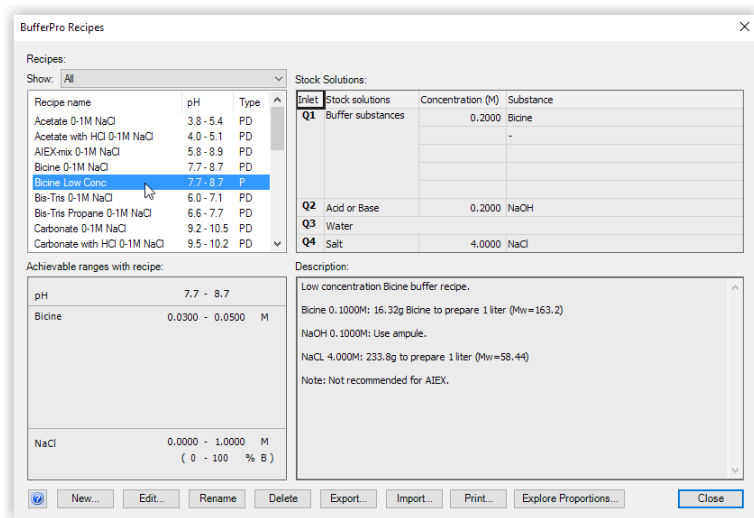 BufferPro Recipes
Recipes:
Show: All
Recipe name pH Type
Acetate 0-1M NaCl 3.8 - 5.4 PD
Acetate with HCl 0-1M NaCl 4.0 - 5.1 PD
AIEX-mix 0-1M NaCl 5.8 - 8.9 PD
Bicine 0-1M NaCl 7.7 - 8.7 PD
Bicine Low Conc 7.7 - 8.7 P
Bis-Tris 0-1M NaCl 6.0 - 7.1 PD
Bis-Tris Propane 0-1M NaCl 6.6 - 7.7 PD
Carbonate 0-1M NaCl 9.2 - 10.5 PD
Carbonate with HCl 0-1M NaCl 9.5 - 10.2 PD
Stock Solutions:
Inlet Stock solutions Concentration (M) Substance
Q1 Buffer substances 0.2000 Bicine
-
Q2 Acid or Base 0.2000 NaOH
Q3 Water
Q4 Salt 4.0000 NaCl
Achievable ranges with recipe:
pH 7.7 - 8.7
Bicine 0.0300 - 0.0500 M
NaCl 0.0000 - 1.0000 M
( 0 - 100 % B )
Description:
Low concentration Bicine buffer recipe.
Bicine 0.1000M: 16.32g Bicine to prepare 1 liter (Mw=163.2)
NaOH 0.1000M: Use ampule.
NaCL 4.000M: 233.8g to prepare 1 liter (Mw=58.44)
Note: Not recommended for AIEX.
? New... Edit... Rename Delete Export... Import... Print... Explore Proportions... Close